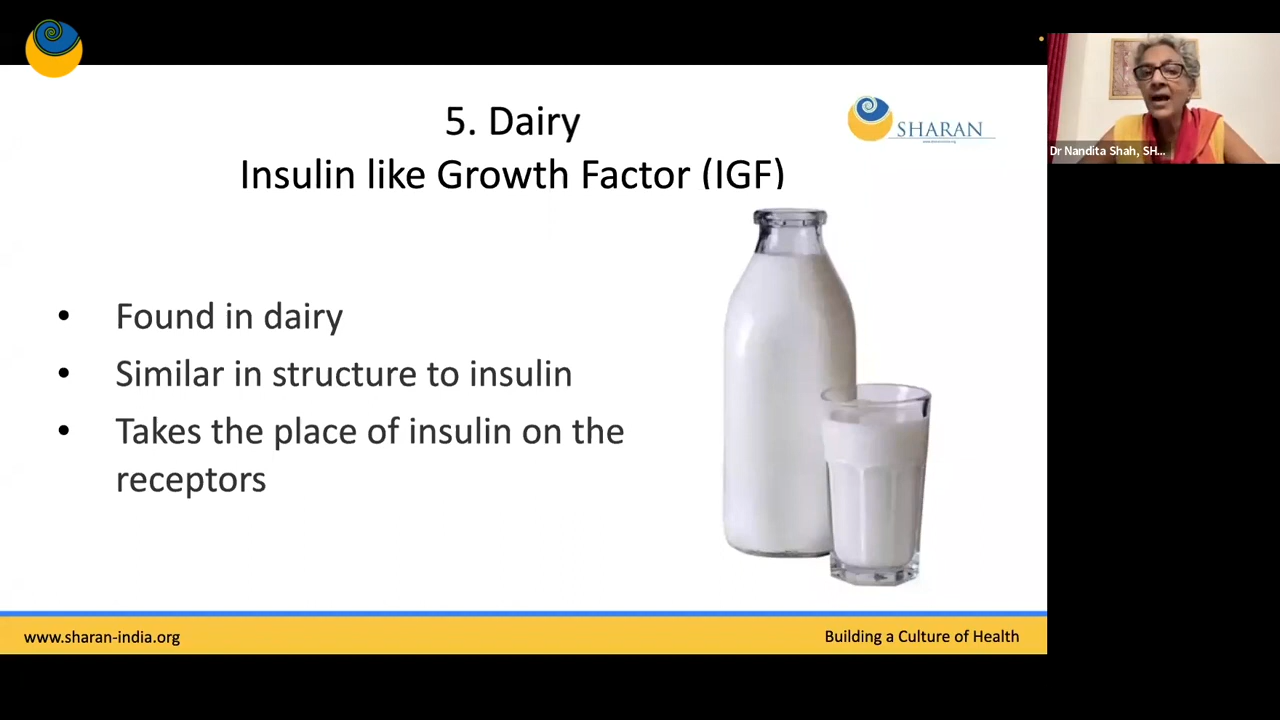 5. Dairy
Insulin like Growth Factor (IGF)
SHARAN
Dr Nandita Shah, SH...
• Found in dairy
• Similar in structure to insulin
• Takes the place of insulin on the
receptors
www.sharan-india.org
Building a Culture of Health